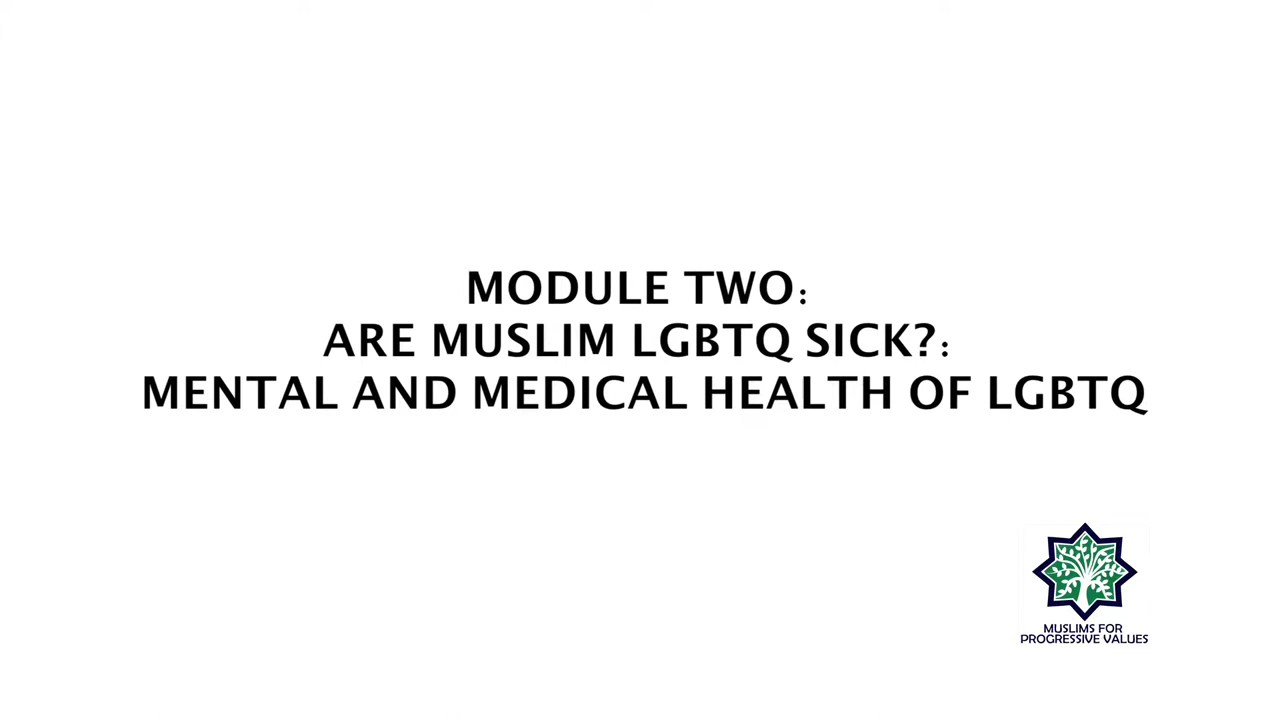 MODULE TWO:
ARE MUSLIM LGBTQ SICK?:
MENTAL AND MEDICAL HEALTH OF LGBTQ
MUSLIMS FOR
PROGRESSIVE VALUES